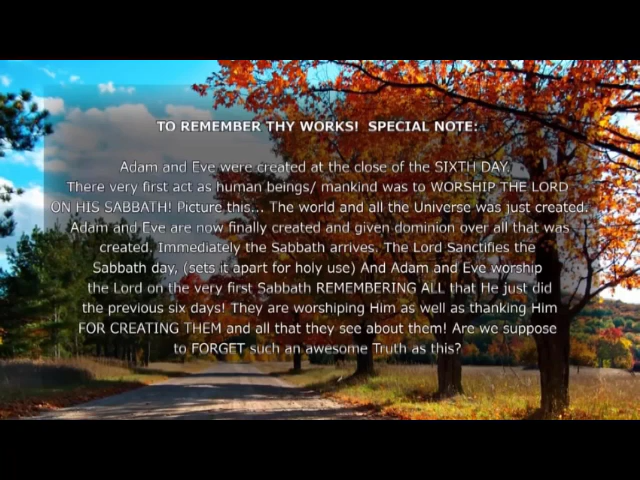 TO REMEMBER THY WORKS!  SPECIAL NOTE:
Adam and Eve were created at the close of the SIXTH DAY.
There very first act as human beings/ mankind was to WORSHIP THE LORD
ON HIS SABBATH! Picture this... The world and all the Universe was just created.
Adam and Eve are now finally created and given dominion over all that was
created. Immediately the Sabbath arrives. The Lord Sanctifies the
Sabbath day, (sets it apart for holy use) And Adam and Eve worship
the Lord on the very first Sabbath REMEMBERING ALL that He just did
the previous six days! They are worshiping Him as well as thanking Him
FOR CREATING THEM and all that they see about them! Are we suppose
to FORGET such an awesome Truth as this?